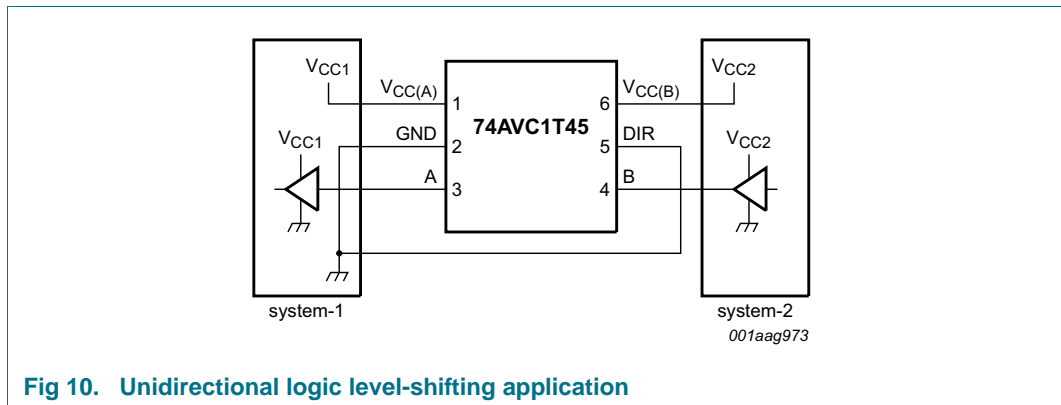 VCC1 VCC(A) 1 74AVC1T45 6 VCC(B) VCC2
VCC1 GND 2 5 DIR VCC2
A 3 4 B
system-1 system-2
001aag973
Fig 10. Unidirectional logic level-shifting application